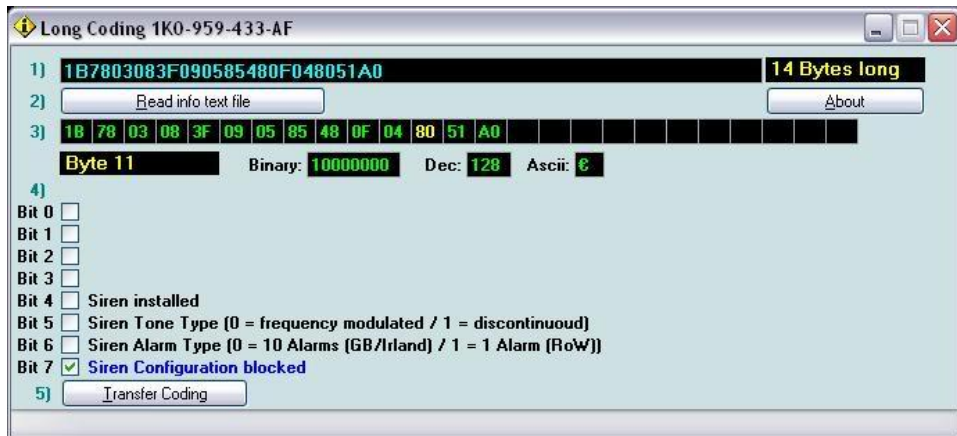 Long Coding 1K0-959-433-AF
1) 1B7803083F090585480F048051A0 14 Bytes long
2) Read info text file About
3) 1B 78 03 08 3F 09 05 85 48 0F 04 80 51 A0
Byte 11 Binary: 10000000 Dec: 128 Ascii: €
4)
Bit 0
Bit 1
Bit 2
Bit 3
Bit 4 Siren installed
Bit 5 Siren Tone Type (0 = frequency modulated / 1 = discontinuoud)
Bit 6 Siren Alarm Type (0 = 10 Alarms (GB/Irland) / 1 = 1 Alarm (RoW))
Bit 7 Siren Configuration blocked
5) Transfer Coding